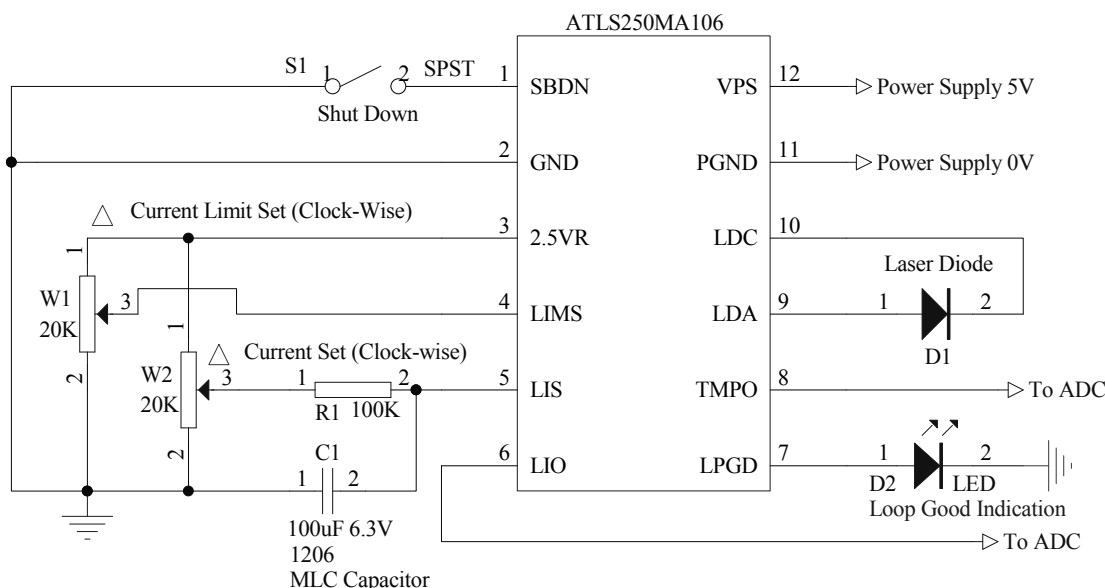 ATLS250MA106
S1 1 2 SPST 1 SBDN VPS 12 Power Supply 5V
Shut Down
2 GND PGND 11 Power Supply 0V
Current Limit Set (Clock-Wise)
1 3 2.5VR LDC 10
Laser Diode
W1 3 4 LIMS LDA 9 1 2
20K
1
D1
2 Current Set (Clock-wise)
W2 3 1 2 5 LIS TMPO 8 To ADC
20K R1 100K
2 C1 6 LIO LPGD 7 1 2
1 2 D2 LED
Loop Good Indication
100uF 6.3V
To ADC
1206
MLC Capacitor